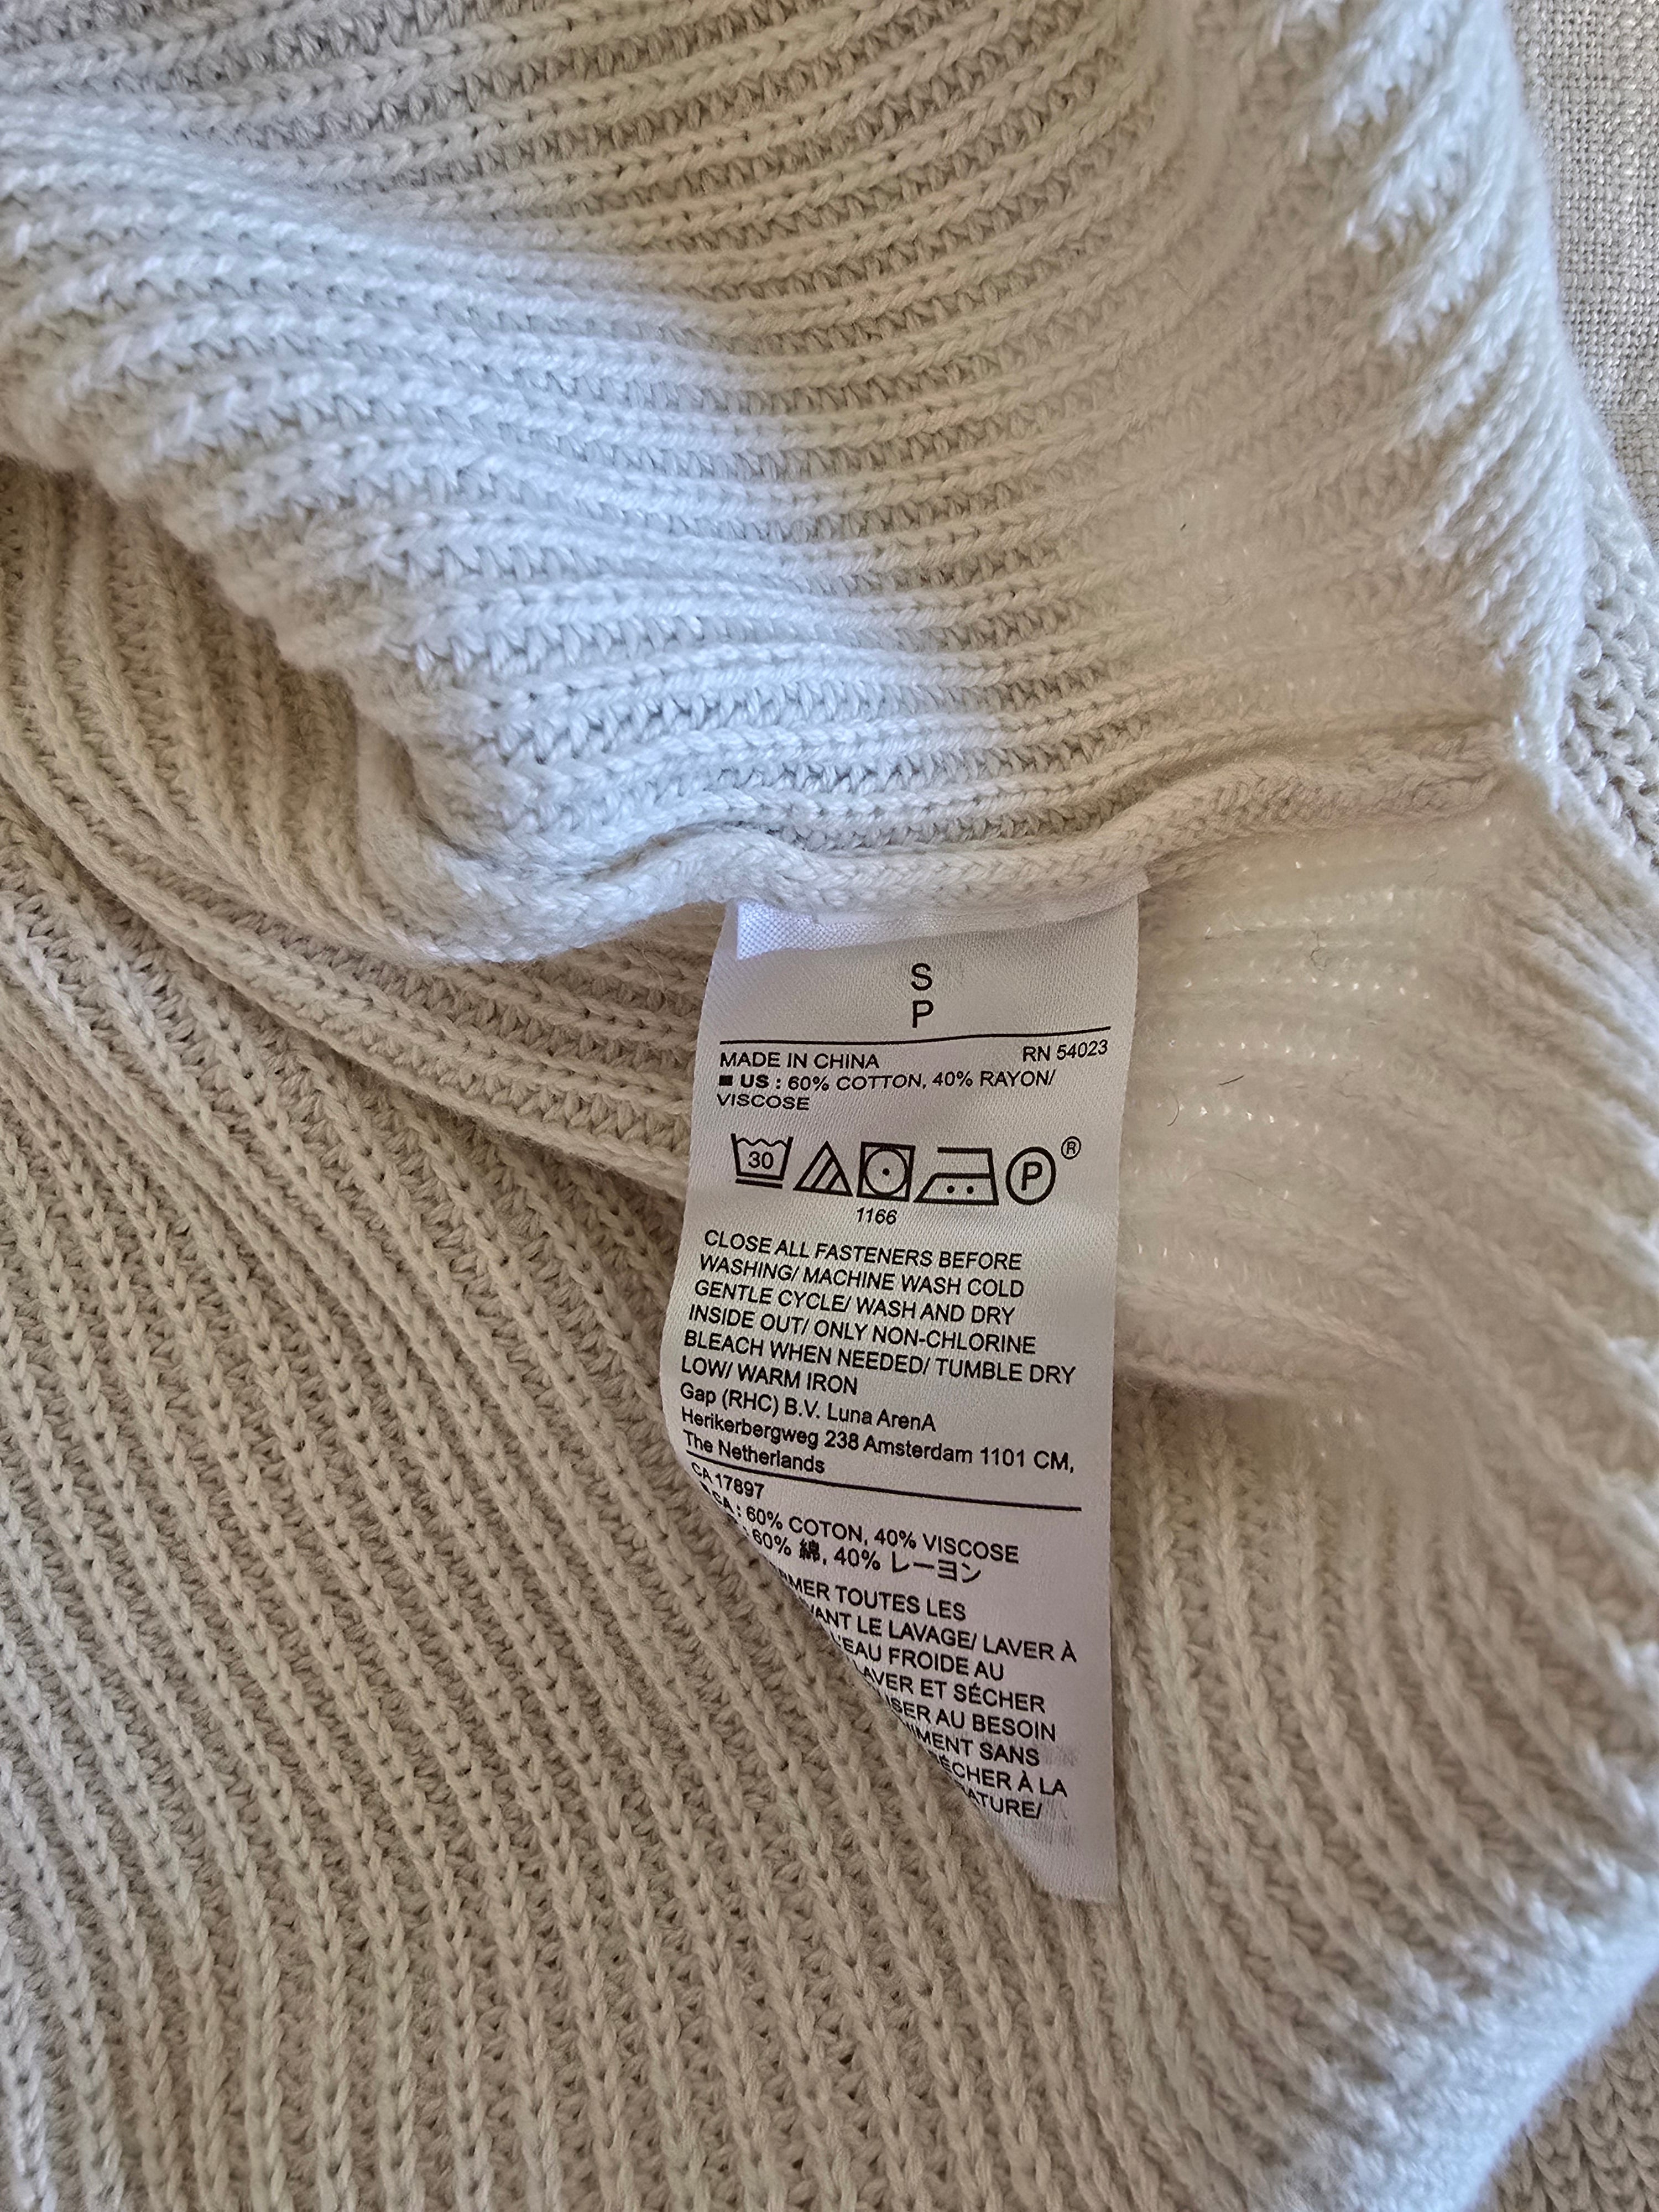 S
P
MADE IN CHINA RN 54023
■ US : 60% COTTON, 40% RAYON/
VISCOSE
30 P ®
1166
CLOSE ALL FASTENERS BEFORE
WASHING/ MACHINE WASH COLD
GENTLE CYCLE/ WASH AND DRY
INSIDE OUT/ ONLY NON-CHLORINE
BLEACH WHEN NEEDED/ TUMBLE DRY
LOW/ WARM IRON
Gap (RHC) B.V. Luna ArenA
Herikerbergweg 238 Amsterdam 1101 CM,
The Netherlands
CA 17897
CA : 60% COTON, 40% VISCOSE
: 60% 綿, 40% レーヨン
TOUTES LES
LE LAVAGE/ LAVER À
FROIDE AU
ET SÉCHER
AU BESOIN
SANS
À LA